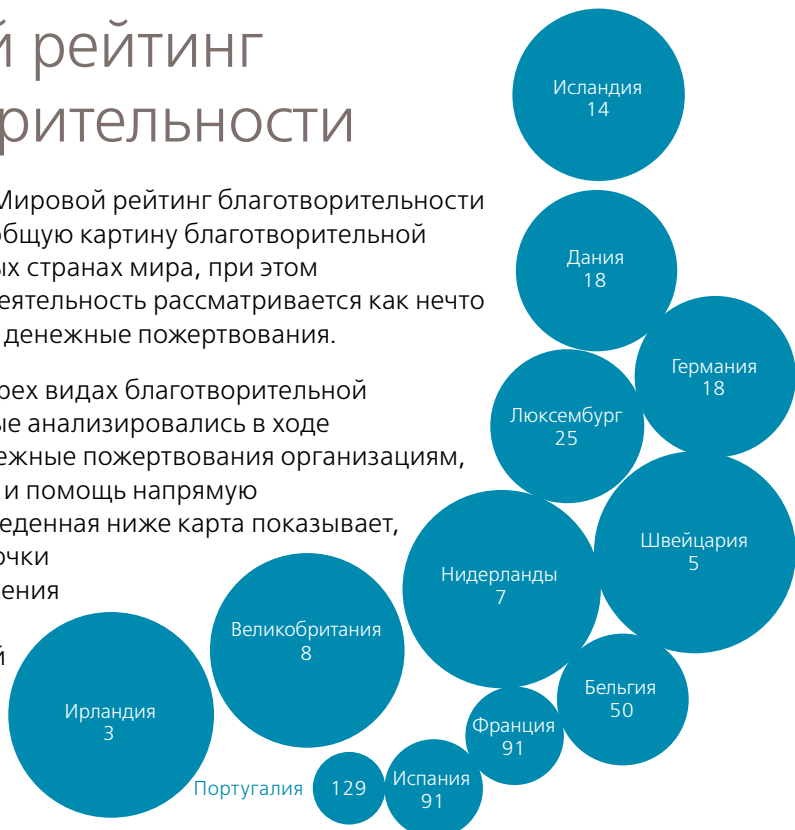 й рейтинг
рительности
Мировой рейтинг благотворительности
общую картину благотворительной
ых странах мира, при этом
еятельность рассматривается как нечто
денежные пожертвования.
рех видах благотворительной
ые анализировались в ходе
ежные пожертвования организациям,
и помощь напрямую
еденная ниже карта показывает,
очки
ения
й
Исландия
14
Дания
18
Германия
18
Люксембург
25
Швейцария
5
Нидерланды
7
Великобритания
8
Бельгия
50
Ирландия
3
Франция
91
Испания
91
Португалия 129